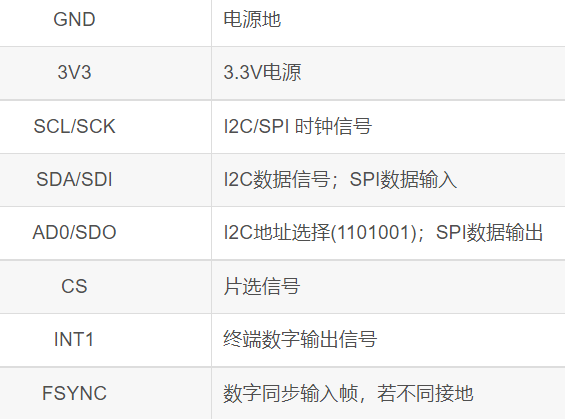 GND 电源地
3V3 3.3V电源
SCL/SCK I2C/SPI 时钟信号
SDA/SDI I2C数据信号；SPI数据输入
AD0/SDO I2C地址选择(1101001)；SPI数据输出
CS 片选信号
INT1 终端数字输出信号
FSYNC 数字同步输入帧，若不同接地